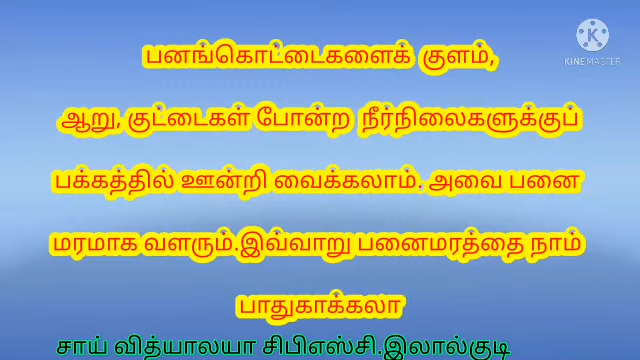 பனங்கொட்டைகளைக் குளம்,
KINEMASTER
ஆறு, குட்டைகள் போன்ற நீர்நிலைகளுக்குப்
பக்கத்தில் ஊன்றி வைக்கலாம். அவை பனை
மரமாக வளரும்.இவ்வாறு பனைமரத்தை நாம்
பாதுகாக்கலா
சாய் வித்யாலயா சிபிஎஸ்சி.இலால்குடி